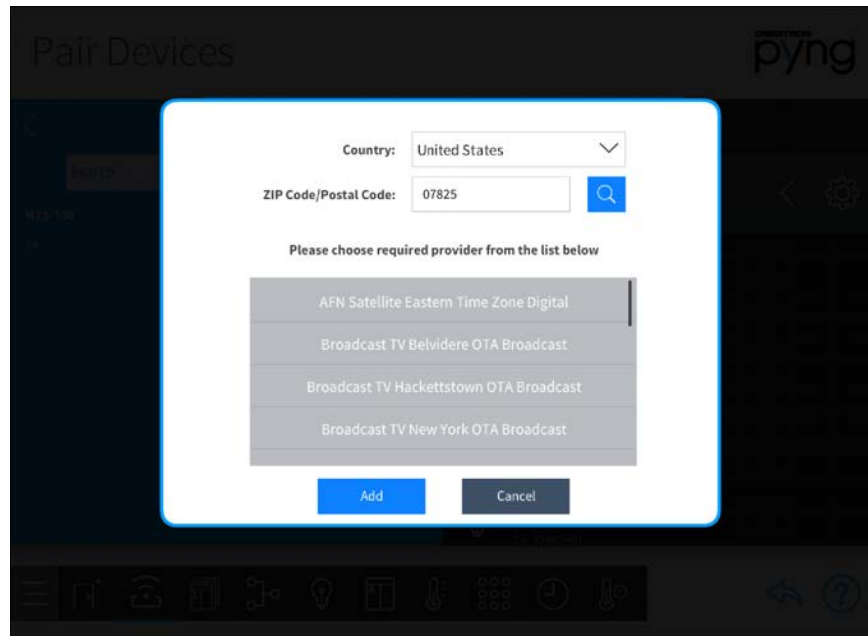 Pair Devices
CRESTRON
pyng
Search
Country: United States
ZIP Code/Postal Code: 07825
Please choose required provider from the list below
AFN Satellite Eastern Time Zone Digital
Broadcast TV Belvidere OTA Broadcast
Broadcast TV Hackettstown OTA Broadcast
Broadcast TV New York OTA Broadcast
Add Cancel
?